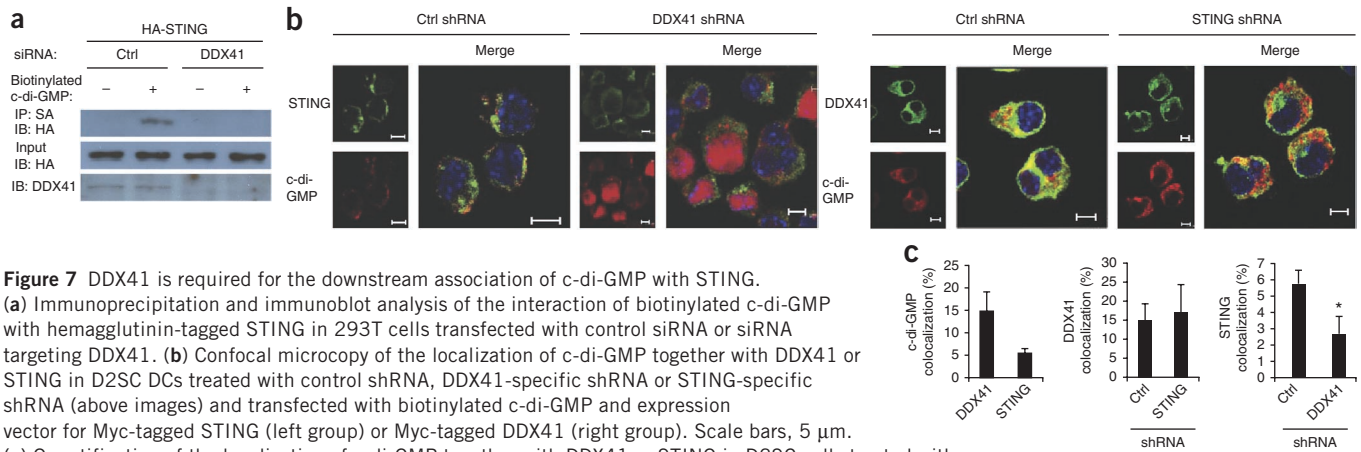 a
HA-STING
siRNA: Ctrl DDX41
Biotinylated
c-di-GMP: – + – +
IP: SA
IB: HA
Input
IB: HA
IB: DDX41
b
Ctrl shRNA DDX41 shRNA Ctrl shRNA STING shRNA
Merge Merge Merge Merge
STING
c-di-
GMP
DDX41
c-di-
GMP
Figure 7 DDX41 is required for the downstream association of c-di-GMP with STING.
(a) Immunoprecipitation and immunoblot analysis of the interaction of biotinylated c-di-GMP
with hemagglutinin-tagged STING in 293T cells transfected with control siRNA or siRNA
targeting DDX41. (b) Confocal microcopy of the localization of c-di-GMP together with DDX41 or
STING in D2SC DCs treated with control shRNA, DDX41-specific shRNA or STING-specific
shRNA (above images) and transfected with biotinylated c-di-GMP and expression
vector for Myc-tagged STING (left group) or Myc-tagged DDX41 (right group). Scale bars, 5 μm.
c
c-di-GMP
colocalization (%)
25
20
15
10
5
0
DDX41 STING
DDX41
colocalization (%)
30
25
20
15
10
5
0
Ctrl STING
shRNA
STING
colocalization (%)
7
6
5
4
3
2
1
0
*
Ctrl DDX41
shRNA